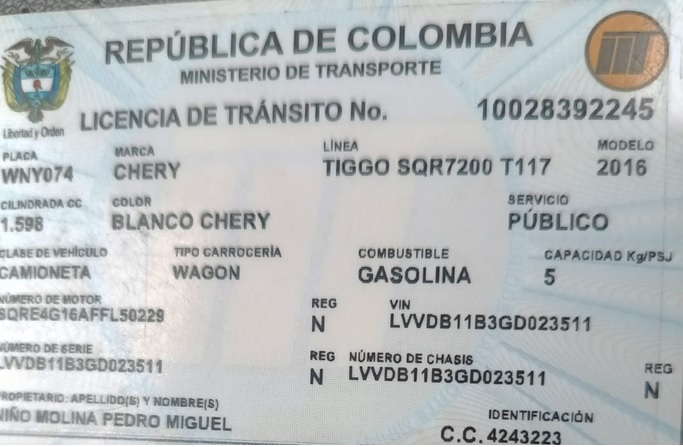 REPÚBLICA DE COLOMBIA
MINISTERIO DE TRANSPORTE
Libertad y Orden
LICENCIA DE TRÁNSITO No. 10028392245
PLACA MARCA LÍNEA MODELO
WNY074 CHERY TIGGO SQR7200 T117 2016
CILINDRADA CC COLOR SERVICIO
1.598 BLANCO CHERY PÚBLICO
CLASE DE VEHÍCULO TIPO CARROCERÍA COMBUSTIBLE CAPACIDAD Kg/PSJ
CAMIONETA WAGON GASOLINA 5
NÚMERO DE MOTOR REG VIN
SQRE4G16AFFL50229 N LVVDB11B3GD023511
NÚMERO DE SERIE REG NÚMERO DE CHASIS REG
LVVDB11B3GD023511 N LVVDB11B3GD023511 N
PROPIETARIO: APELLIDO(S) Y NOMBRE(S) IDENTIFICACIÓN
NIÑO MOLINA PEDRO MIGUEL C.C. 4243223